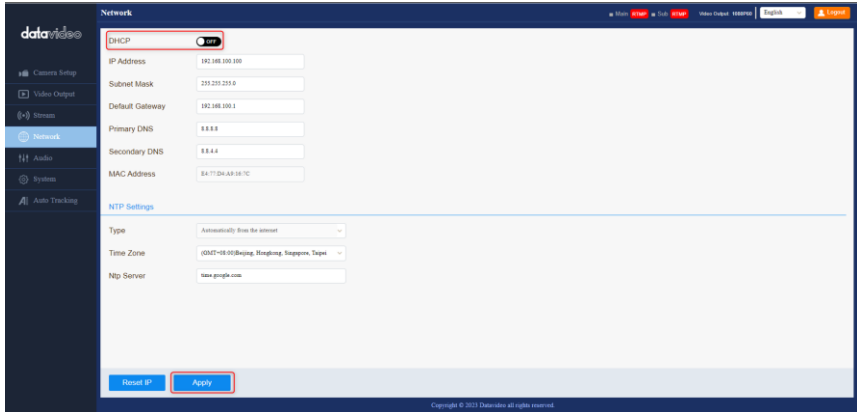 Network
Main RTMP Sub RTMP Video Output 1080P60 English Logout
datavideo
DHCP OFF
IP Address 192.168.100.100
Camera Setup
Subnet Mask 255.255.255.0
Video Output
Default Gateway 192.168.100.1
Stream
Primary DNS 8.8.8.8
Network
Secondary DNS 8.8.4.4
Audio
MAC Address E4:77:D4:A9:16:7C
System
Auto Tracking
NTP Settings
Type Automatically from the internet
Time Zone (GMT+08:00)Beijing, Hongkong, Singapore, Taipei
Ntp Server time.google.com
Reset IP Apply
Copyright © 2023 Datavideo all rights reserved.